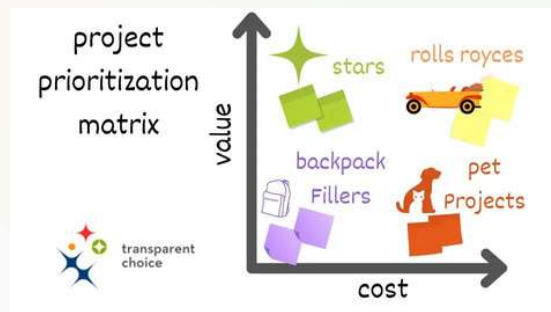 project
prioritization
matrix
value
stars
rolls royces
backpack
Fillers
pet
Projects
transparent
choice
cost